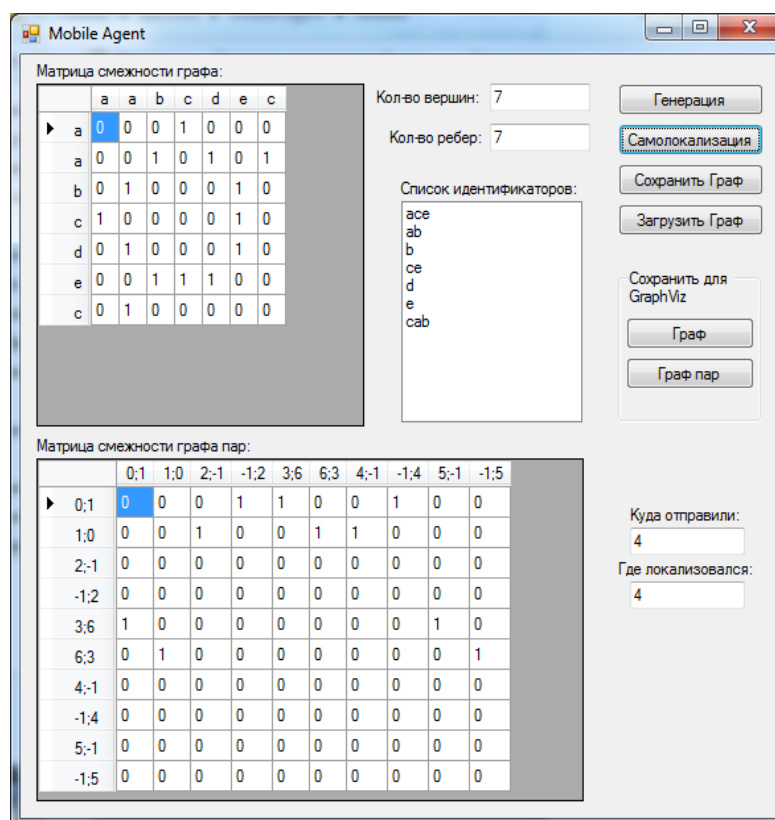 Mobile Agent
Матрица смежности графа:
a a b c d e c
a 0 0 0 1 0 0 0
a 0 0 1 0 1 0 1
b 0 1 0 0 0 1 0
c 1 0 0 0 0 1 0
d 0 1 0 0 0 1 0
e 0 0 1 1 1 0 0
c 0 1 0 0 0 0 0
Кол-во вершин: 7
Кол-во ребер: 7
Список идентификаторов:
ace
ab
b
ce
d
e
cab
Генерация
Самолокализация
Сохранить Граф
Загрузить Граф
Сохранить для
GraphViz
Граф
Граф пар
Матрица смежности графа пар:
0;1 1;0 2;-1 -1;2 3;6 6;3 4;-1 -1;4 5;-1 -1;5
0;1 0 0 0 1 1 0 0 1 0 0
1;0 0 0 1 0 0 1 1 0 0 0
2;-1 0 0 0 0 0 0 0 0 0 0
-1;2 0 0 0 0 0 0 0 0 0 0
3;6 1 0 0 0 0 0 0 0 1 0
6;3 0 1 0 0 0 0 0 0 0 1
4;-1 0 0 0 0 0 0 0 0 0 0
-1;4 0 0 0 0 0 0 0 0 0 0
5;-1 0 0 0 0 0 0 0 0 0 0
-1;5 0 0 0 0 0 0 0 0 0 0
Куда отправили:
4
Где локализовался:
4